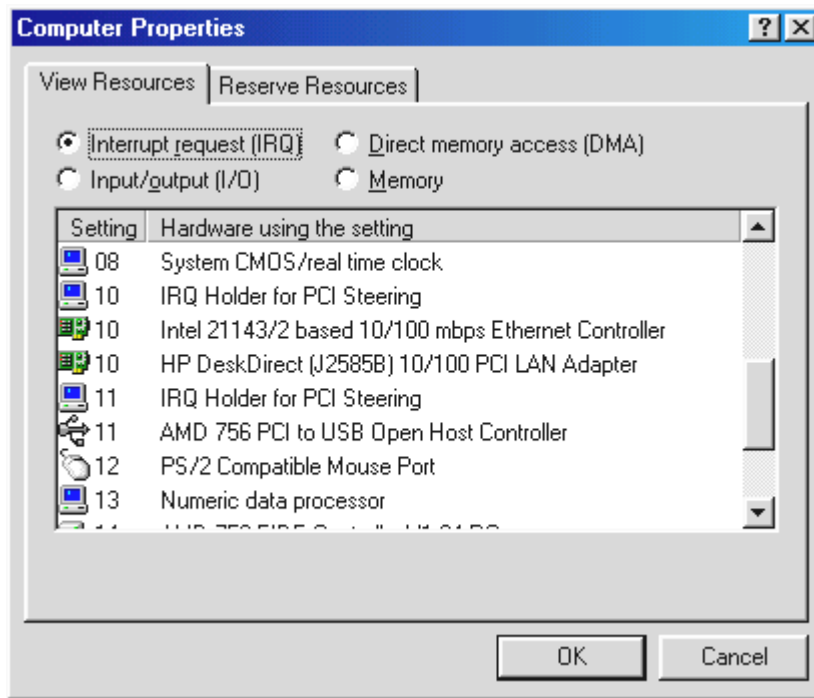 Computer Properties
View Resources Reserve Resources
Interrupt request (IRQ) Direct memory access (DMA)
Input/output (I/O) Memory
Setting Hardware using the setting
08 System CMOS/real time clock
10 IRQ Holder for PCI Steering
10 Intel 21143/2 based 10/100 mbps Ethernet Controller
10 HP DeskDirect (J2585B) 10/100 PCI LAN Adapter
11 IRQ Holder for PCI Steering
11 AMD 756 PCI to USB Open Host Controller
12 PS/2 Compatible Mouse Port
13 Numeric data processor
OK Cancel